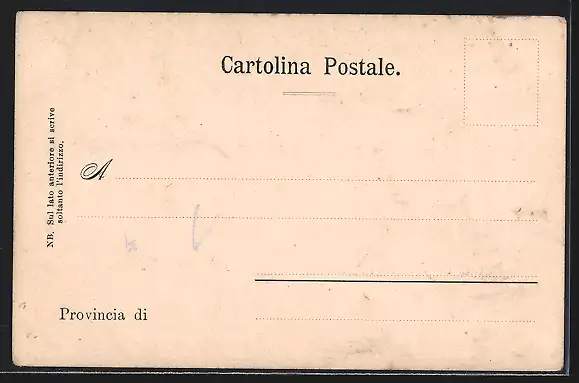 Cartolina Postale.
NB. Sul lato anteriore si scrive
soltanto l'indirizzo.
A
Provincia di